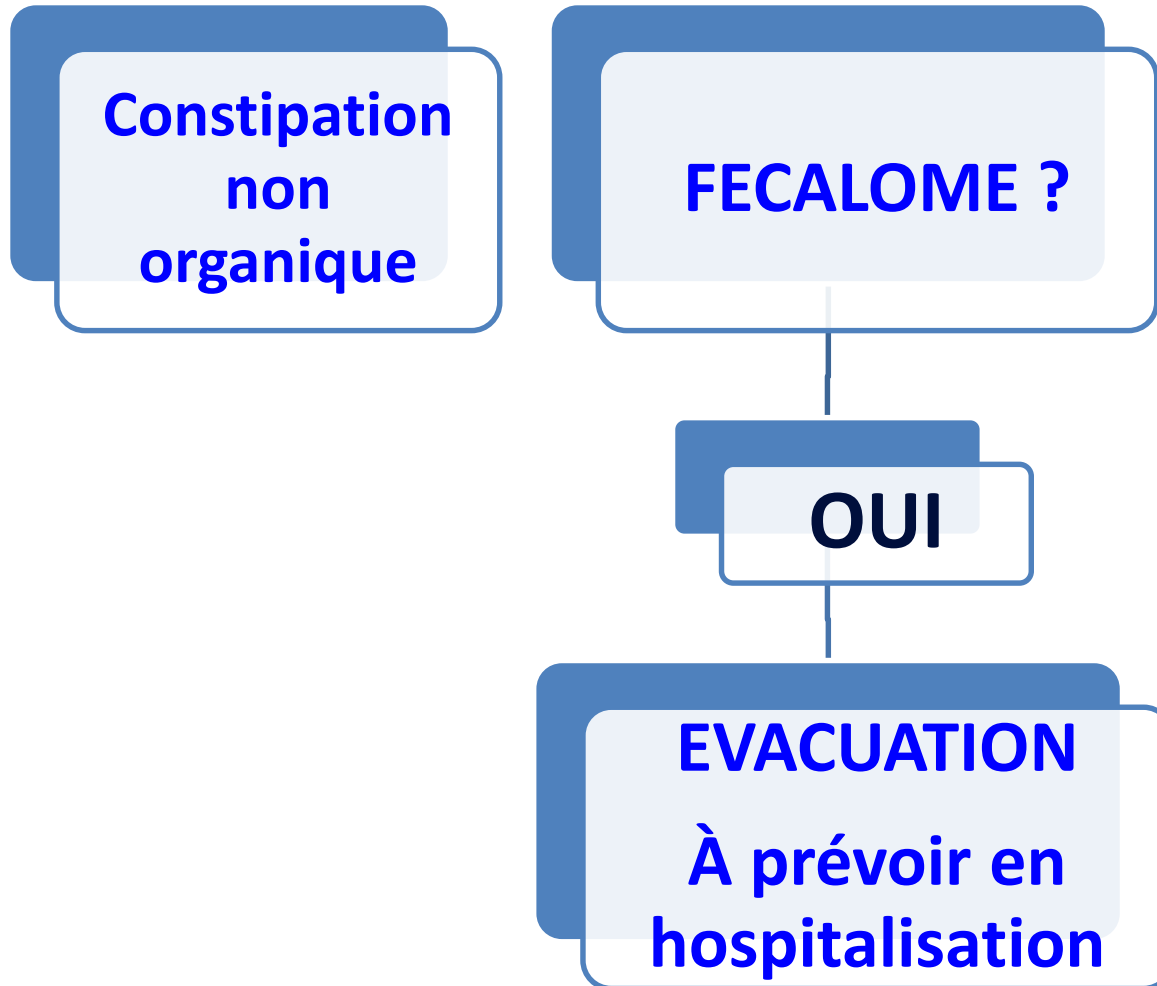 Constipation
non
organique
FECALOME ?
OUI
EVACUATION
À prévoir en
hospitalisation